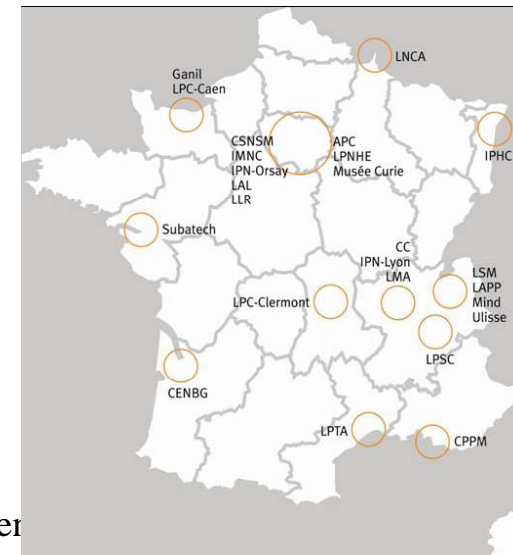 LNCA
Ganil
LPC-Caen
CSNSM
IMNC
IPN-Orsay
LAL
LLR
APC
LPNHE
Musée Curie
IPHC
Subatech
CC
IPN-Lyon
LMA
LSM
LAPP
Mind
Ulisse
LPC-Clermont
LPSC
CENBG
LPTA
CPPM